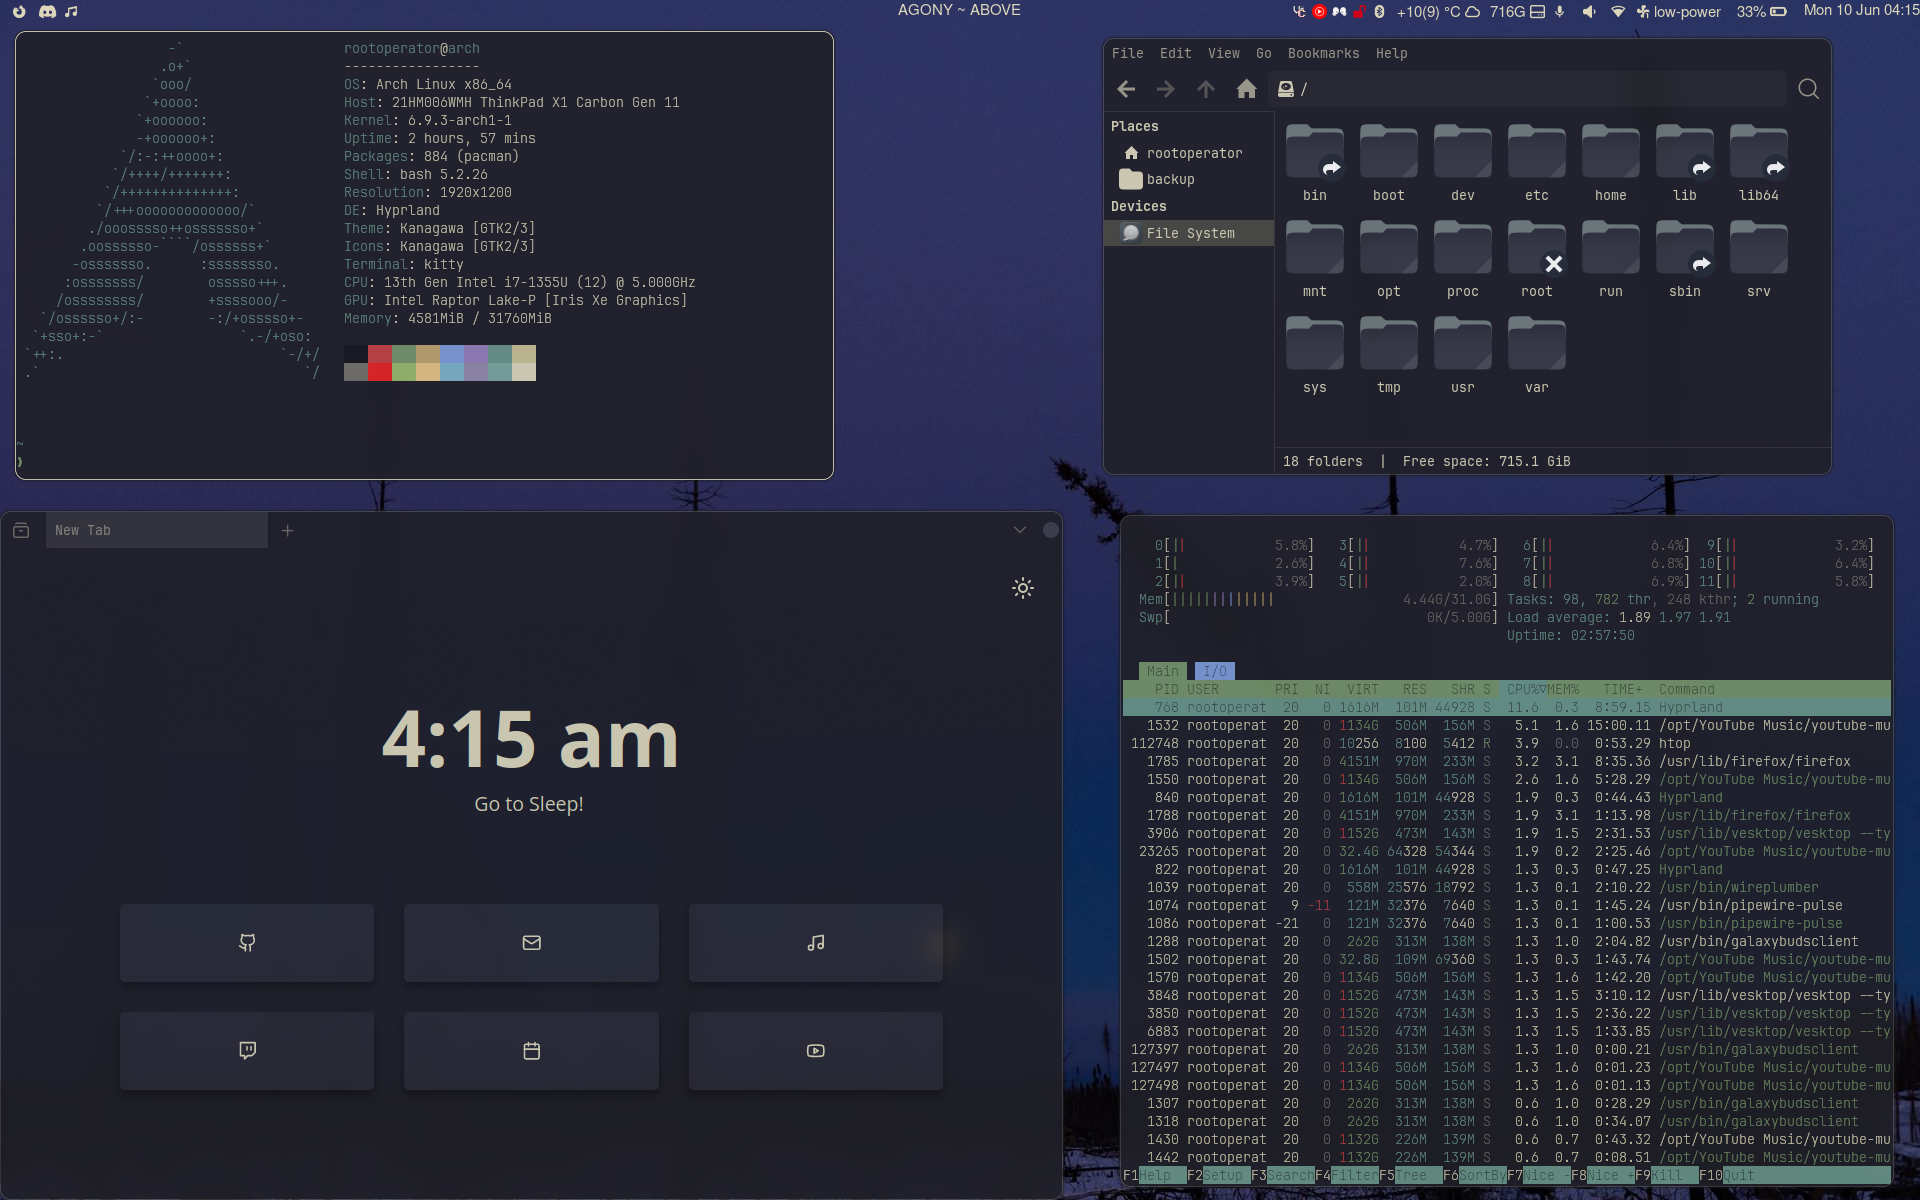 AGONY ~ ABOVE
+10(9) °C
716G
low-power
33%
Mon 10 Jun 04:15
rootoperator@arch
-----------------
OS: Arch Linux x86_64
Host: 21HM006WMH ThinkPad X1 Carbon Gen 11
Kernel: 6.9.3-arch1-1
Uptime: 2 hours, 57 mins
Packages: 884 (pacman)
Shell: bash 5.2.26
Resolution: 1920x1200
DE: Hyprland
Theme: Kanagawa [GTK2/3]
Icons: Kanagawa [GTK2/3]
Terminal: kitty
CPU: 13th Gen Intel i7-1355U (12) @ 5.000GHz
GPU: Intel Raptor Lake-P [Iris Xe Graphics]
Memory: 4581MiB / 31760MiB
~
❯
File Edit View Go Bookmarks Help
/
Places
rootoperator
backup
Devices
File System
bin boot dev etc home lib lib64
mnt opt proc root run sbin srv
sys tmp usr var
18 folders | Free space: 715.1 GiB
New Tab
4:15 am
Go to Sleep!
0[|| 5.8%] 3[|| 4.7%] 6[|| 6.4%] 9[|| 3.2%]
1[| 2.6%] 4[|| 7.6%] 7[|| 6.8%] 10[|| 6.4%]
2[|| 3.9%] 5[|| 2.0%] 8[|| 6.9%] 11[|| 5.8%]
Mem[||||||||||||| 4.44G/31.0G] Tasks: 98, 782 thr, 248 kthr; 2 running
Swp[ 0K/5.00G] Load average: 1.89 1.97 1.91
Uptime: 02:57:50
Main I/O
PID USER PRI NI VIRT RES SHR S CPU%▽MEM% TIME+ Command
768 rootoperat 20 0 1616M 101M 44928 S 11.6 0.3 8:59.15 Hyprland
1532 rootoperat 20 0 1134G 506M 156M S 5.1 1.6 15:00.11 /opt/YouTube Music/youtube-mu
112748 rootoperat 20 0 10256 8100 5412 R 3.9 0.0 0:53.29 htop
1785 rootoperat 20 0 4151M 970M 233M S 3.2 3.1 8:35.36 /usr/lib/firefox/firefox
1550 rootoperat 20 0 1134G 506M 156M S 2.6 1.6 5:28.29 /opt/YouTube Music/youtube-mu
840 rootoperat 20 0 1616M 101M 44928 S 1.9 0.3 0:44.43 Hyprland
1788 rootoperat 20 0 4151M 970M 233M S 1.9 3.1 1:13.98 /usr/lib/firefox/firefox
3906 rootoperat 20 0 1152G 473M 143M S 1.9 1.5 2:31.53 /usr/lib/vesktop/vesktop --ty
23265 rootoperat 20 0 32.4G 64328 54344 S 1.9 0.2 2:25.46 /opt/YouTube Music/youtube-mu
822 rootoperat 20 0 1616M 101M 44928 S 1.3 0.3 0:47.25 Hyprland
1039 rootoperat 20 0 558M 25576 18792 S 1.3 0.1 2:10.22 /usr/bin/wireplumber
1074 rootoperat 9 -11 121M 32376 7640 S 1.3 0.1 1:45.24 /usr/bin/pipewire-pulse
1086 rootoperat -21 0 121M 32376 7640 S 1.3 0.1 1:00.53 /usr/bin/pipewire-pulse
1288 rootoperat 20 0 262G 313M 138M S 1.3 1.0 2:04.82 /usr/bin/galaxybudsclient
1502 rootoperat 20 0 32.8G 109M 69360 S 1.3 0.3 1:43.74 /opt/YouTube Music/youtube-mu
1570 rootoperat 20 0 1134G 506M 156M S 1.3 1.6 1:42.20 /opt/YouTube Music/youtube-mu
3848 rootoperat 20 0 1152G 473M 143M S 1.3 1.5 3:10.12 /usr/lib/vesktop/vesktop --ty
3850 rootoperat 20 0 1152G 473M 143M S 1.3 1.5 2:36.22 /usr/lib/vesktop/vesktop --ty
6883 rootoperat 20 0 1152G 473M 143M S 1.3 1.5 1:33.85 /usr/lib/vesktop/vesktop --ty
127397 rootoperat 20 0 262G 313M 138M S 1.3 1.0 0:00.21 /usr/bin/galaxybudsclient
127497 rootoperat 20 0 1134G 506M 156M S 1.3 1.6 0:01.23 /opt/YouTube Music/youtube-mu
127498 rootoperat 20 0 1134G 506M 156M S 1.3 1.6 0:01.13 /opt/YouTube Music/youtube-mu
1307 rootoperat 20 0 262G 313M 138M S 0.6 1.0 0:28.29 /usr/bin/galaxybudsclient
1318 rootoperat 20 0 262G 313M 138M S 0.6 1.0 0:34.07 /usr/bin/galaxybudsclient
1430 rootoperat 20 0 1132G 226M 139M S 0.6 0.7 0:43.32 /opt/YouTube Music/youtube-mu
1442 rootoperat 20 0 1132G 226M 139M S 0.6 0.7 0:08.51 /opt/YouTube Music/youtube-mu
F1Help F2Setup F3SearchF4FilterF5Tree F6SortByF7Nice -F8Nice +F9Kill F10Quit